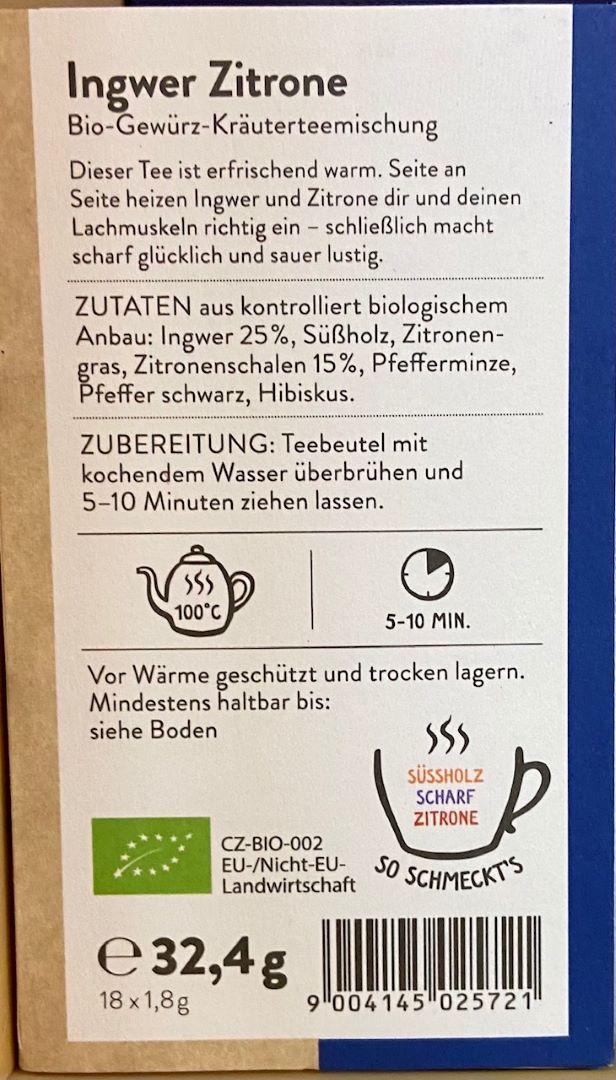 Ingwer Zitrone
Bio-Gewürz-Kräuterteemischung
Dieser Tee ist erfrischend warm. Seite an
Seite heizen Ingwer und Zitrone dir und deinen
Lachmuskeln richtig ein – schließlich macht
scharf glücklich und sauer lustig.
ZUTATEN aus kontrolliert biologischem
Anbau: Ingwer 25%, Süßholz, Zitronen-
gras, Zitronenschalen 15%, Pfefferminze,
Pfeffer schwarz, Hibiskus.
ZUBEREITUNG: Teebeutel mit
kochendem Wasser überbrühen und
5–10 Minuten ziehen lassen.
100°C
5-10 MIN.
Vor Wärme geschützt und trocken lagern.
Mindestens haltbar bis:
siehe Boden
SÜSSHOLZ
SCHARF
ZITRONE
SO SCHMECKT'S
CZ-BIO-002
EU-/Nicht-EU-
Landwirtschaft
℮ 32,4 g
18 x 1,8 g
9 004145 025721